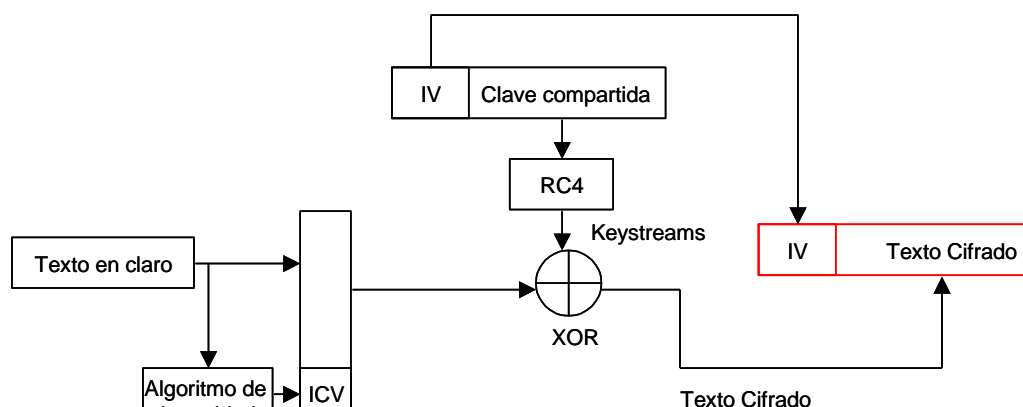 IV Clave compartida
RC4
Keystreams
Texto en claro
IV Texto Cifrado
XOR
Algoritmo de
ICV
Texto Cifrado